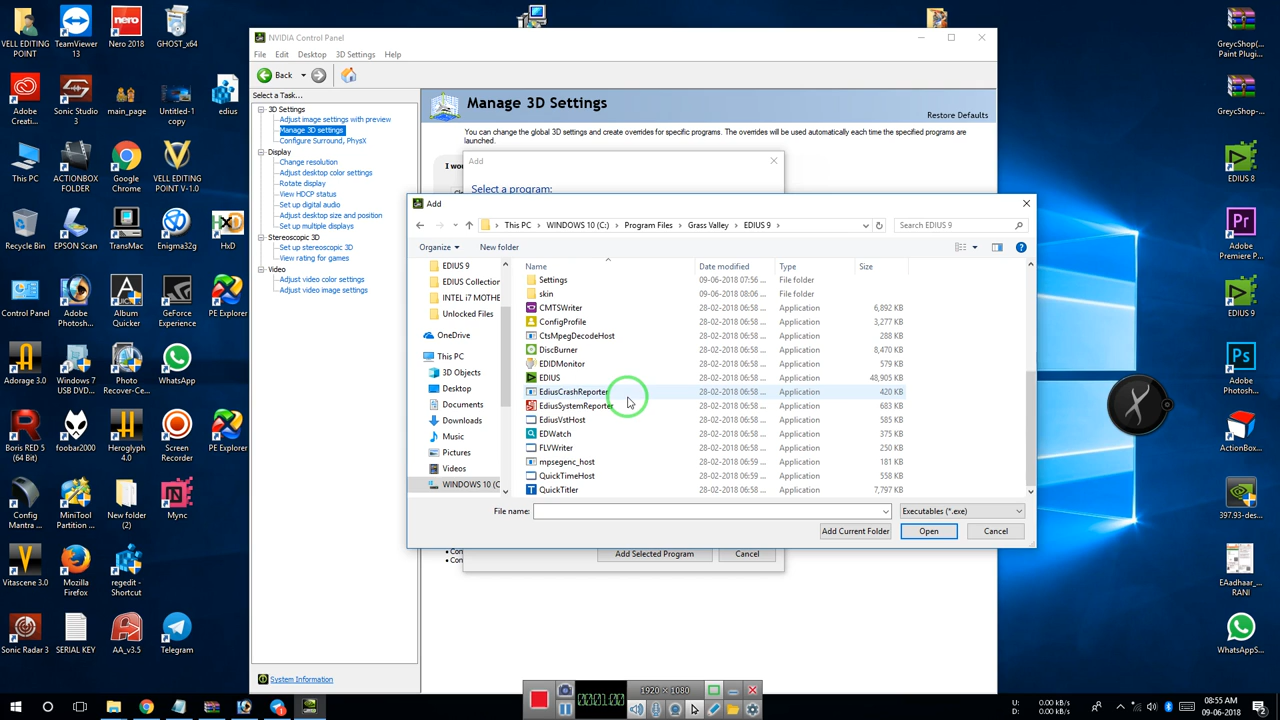 VELL EDITING POINT
TeamViewer 13
Nero 2018
GHOST_x64
Adobe Creati...
Sonic Studio 3
main_page
Untitled-1 copy
edius
This PC
ACTIONBOX FOLDER
Google Chrome
VELL EDITING POINT V-1.0
Recycle Bin
EPSON Scan
TransMac
Enigma32g
HxD
Control Panel
Adobe Photosh...
Album Quicker
GeForce Experience
PE Explorer
Adorage 3.0
Windows 7 USB DVD...
Photo Recove...
WhatsApp
Boris RED 5 (64 Bit)
foobar2000
Heroglyph 4.0
Screen Recorder
PE Explorer
Config Mantra ...
MiniTool Partition ...
New folder (2)
Mync
Vitascene 3.0
Mozilla Firefox
regedit - Shortcut
Sonic Radar 3
SERIAL KEY
AA_v3.5
Telegram
NVIDIA Control Panel
File Edit Desktop 3D Settings Help
Back
Select a Task...
3D Settings
Adjust image settings with preview
Manage 3D settings
Configure Surround, PhysX
Display
Change resolution
Adjust desktop color settings
Rotate display
View HDCP status
Set up digital audio
Adjust desktop size and position
Set up multiple displays
Stereoscopic 3D
Set up stereoscopic 3D
View rating for games
Video
Adjust video color settings
Adjust video image settings
System Information
Manage 3D Settings
Restore Defaults
You can change the global 3D settings and create overrides for specific programs. The overrides will be used automatically each time the specified programs are
launched.
I wou
Add
Select a program:
Add
This PC WINDOWS 10 (C:) Program Files Grass Valley EDIUS 9
Search EDIUS 9
Organize New folder
EDIUS 9
EDIUS Collection
INTEL i7 MOTHE
Unlocked Files
OneDrive
This PC
3D Objects
Desktop
Documents
Downloads
Music
Pictures
Videos
WINDOWS 10 (C
Name Date modified Type Size
Settings 09-06-2018 07:56 ... File folder
skin 09-06-2018 08:06 ... File folder
CMTSWriter 28-02-2018 06:58 ... Application 6,892 KB
ConfigProfile 28-02-2018 06:58 ... Application 3,277 KB
CtsMpegDecodeHost 28-02-2018 06:58 ... Application 288 KB
DiscBurner 28-02-2018 06:58 ... Application 8,470 KB
EDIDMonitor 28-02-2018 06:58 ... Application 579 KB
EDIUS 28-02-2018 06:58 ... Application 48,905 KB
EdiusCrashReporter 28-02-2018 06:58 ... Application 420 KB
EdiusSystemReporter 28-02-2018 06:58 ... Application 683 KB
EdiusVstHost 28-02-2018 06:58 ... Application 585 KB
EDWatch 28-02-2018 06:58 ... Application 375 KB
FLVWriter 28-02-2018 06:58 ... Application 250 KB
mpsegenc_host 28-02-2018 06:59 ... Application 181 KB
QuickTimeHost 28-02-2018 06:58 ... Application 558 KB
QuickTitler 28-02-2018 06:58 ... Application 7,797 KB
File name: Executables (*.exe)
Add Current Folder Open Cancel
• Con
• Con
Add Selected Program Cancel
GreycShop( Paint Plugin...
GreycShop(
EDIUS 8
Adobe Premiere ...
EDIUS 9
Adobe Photosh...
ActionBox...
397.93-des...
EAadhaar_ RANI
WhatsApS...
00:01:00
1920 × 1080
U: 0.00 kB/s
D: 0.00 kB/s
08:55 AM
09-06-2018
2